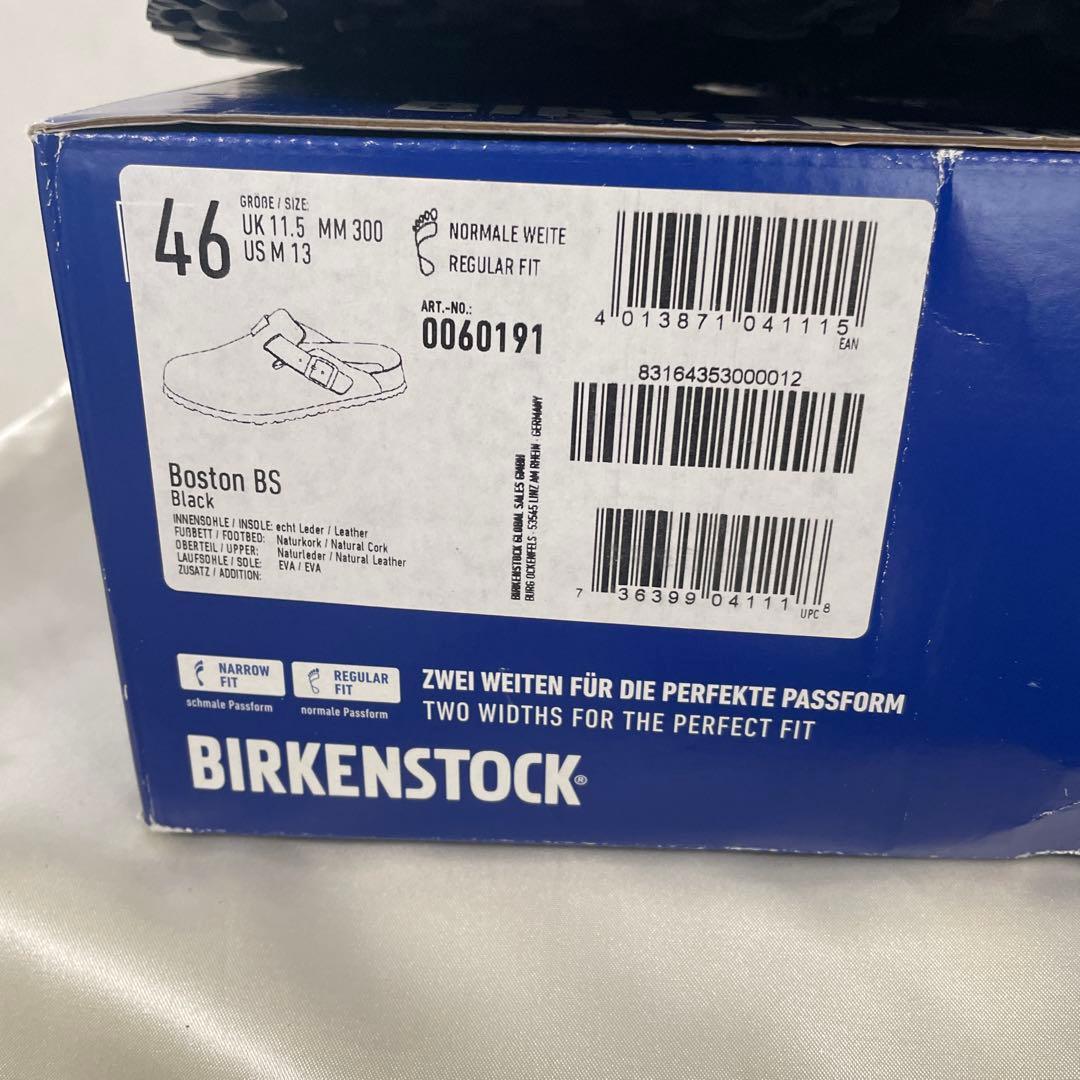 46
GRÖßE / SIZE:
UK 11.5 MM 300
US M 13
NORMALE WEITE
REGULAR FIT
ART.-NO.:
0060191
4 013871 041115
EAN
83164353000012
Boston BS
Black
INNENSOHLE / INSOLE: echt Leder / Leather
FUßBETT / FOOTBED: Naturkork / Natural Cork
OBERTEIL / UPPER: Naturleder / Natural Leather
LAUFSOHLE / SOLE: EVA / EVA
ZUSATZ / ADDITION:
BIRKENSTOCK GLOBAL SALES GMBH
BURG OCKENFELS · 53545 LINZ AM RHEIN · GERMANY
7 36399 04111 8
UPC
NARROW FIT
schmale Passform
REGULAR FIT
normale Passform
ZWEI WEITEN FÜR DIE PERFEKTE PASSFORM
TWO WIDTHS FOR THE PERFECT FIT
BIRKENSTOCK®